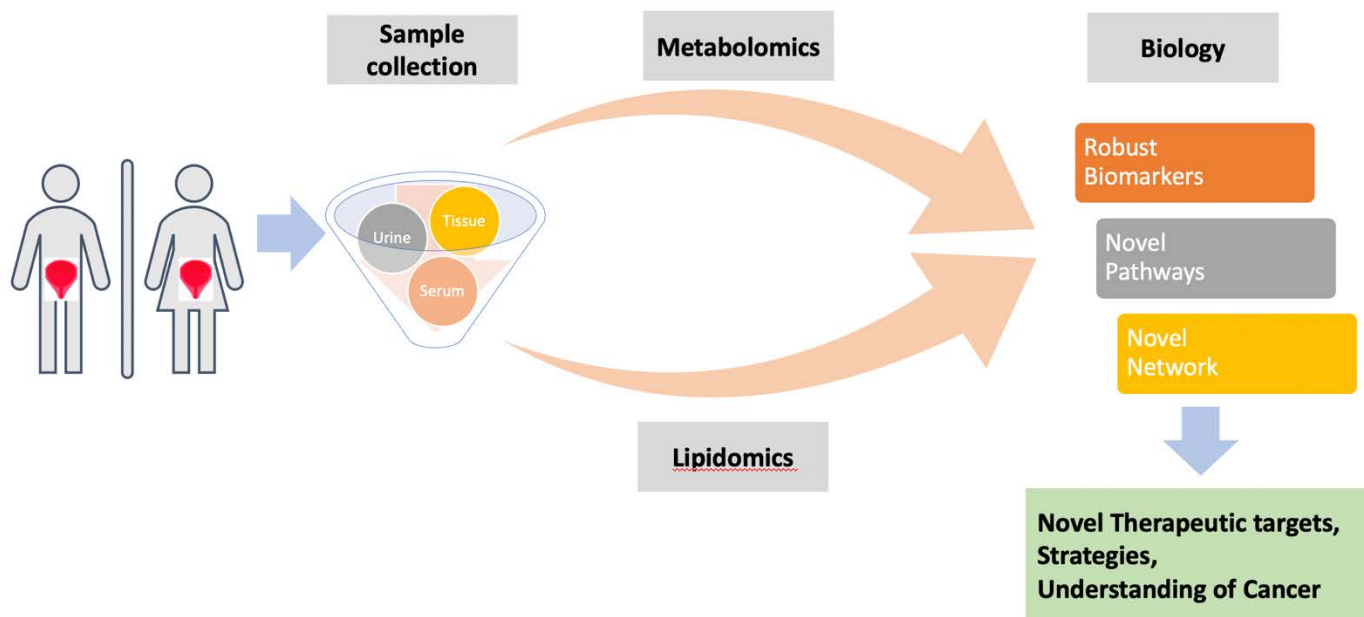 Sample
collection
Metabolomics
Biology
Urine
Tissue
Serum
Robust
Biomarkers
Novel
Pathways
Novel
Network
Lipidomics
Novel Therapeutic targets,
Strategies,
Understanding of Cancer